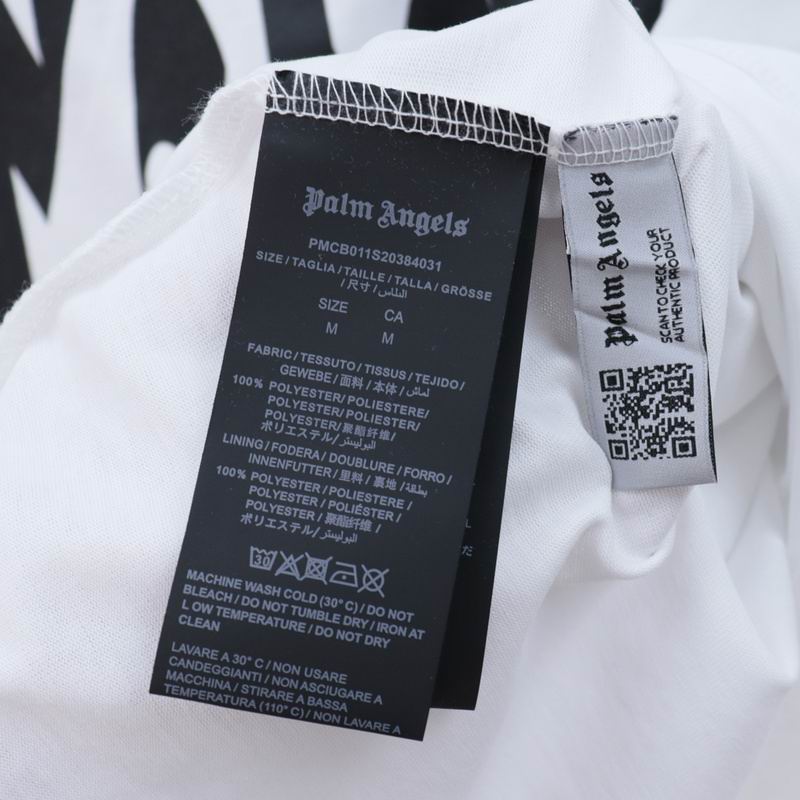 Palm Angels
PMCB011S20384031
SIZE / TAGLIA / TAILLE / TALLA / GRÖSSE
/ 尺寸 /
SIZE CA
M M
FABRIC / TESSUTO / TISSUS / TEJIDO /
GEWEBE / 面料 / 本体 / لماش /
100% POLYESTER/ POLIESTERE/
POLYESTER / POLIESTER/
POLYESTER / 聚酯纤维/
ポリエステル / البوليستر /
LINING / FODERA / DOUBLURE / FORRO /
INNENFUTTER / 里料 / 裏地 / بطانة /
100% POLYESTER / POLIESTERE /
POLYESTER / POLIÉSTER /
POLYESTER / 聚酯纤维 /
ポリエステル / البوليستر /
30
MACHINE WASH COLD (30°C) / DO NOT
BLEACH / DO NOT TUMBLE DRY / IRON AT
L OW TEMPERATURE / DO NOT DRY
CLEAN
LAVARE A 30° C / NON USARE
CANDEGGIANTI / NON ASCIUGARE A
MACCHINA / STIRARE A BASSA
TEMPERATURA (110° C) / NON LAVARE A
Palm Angels
SCAN TO CHECK YOUR
AUTHENTIC PRODUCT